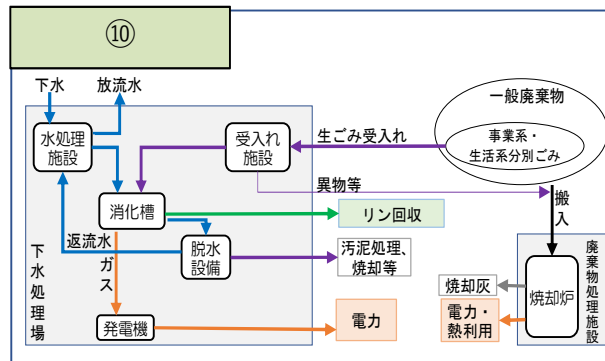 ⑩
下水
放流水
一般廃棄物
水処理
施設
受入れ
施設
生ごみ受入れ
事業系・
生活系分別ごみ
異物等
搬入
消化槽
リン回収
返流水
脱水
設備
汚泥処理、
焼却等
ガス
下水処理場
発電機
電力
焼却灰
電力・
熱利用
焼却炉
廃棄物処理施設